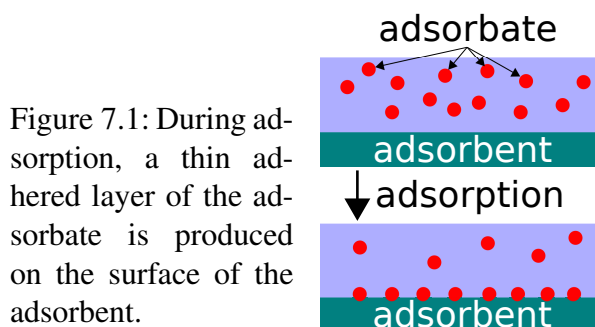 Figure 7.1: During ad-
sorption, a thin ad-
hered layer of the ad-
sorbate is produced
on the surface of the
adsorbent.
adsorbate
adsorbent
adsorption
adsorbent